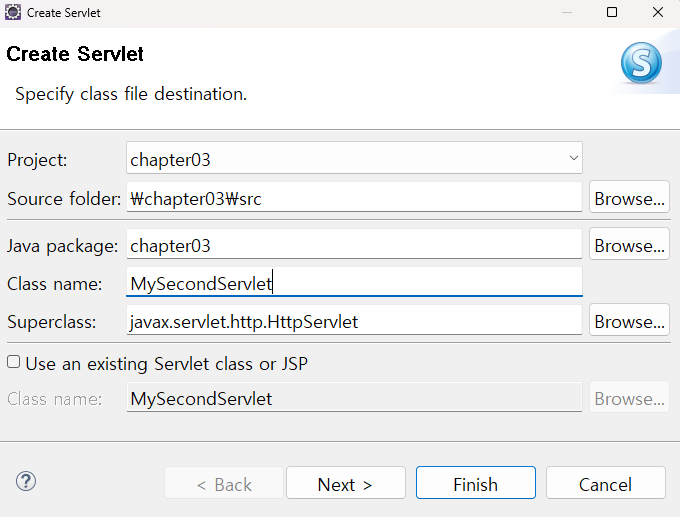 Create Servlet
Create Servlet
Specify class file destination.
Project: chapter03
Source folder: ₩chapter03₩src Browse...
Java package: chapter03 Browse...
Class name: MySecondServlet
Superclass: javax.servlet.http.HttpServlet Browse...
Use an existing Servlet class or JSP
Class name: MySecondServlet Browse...
? < Back Next > Finish Cancel